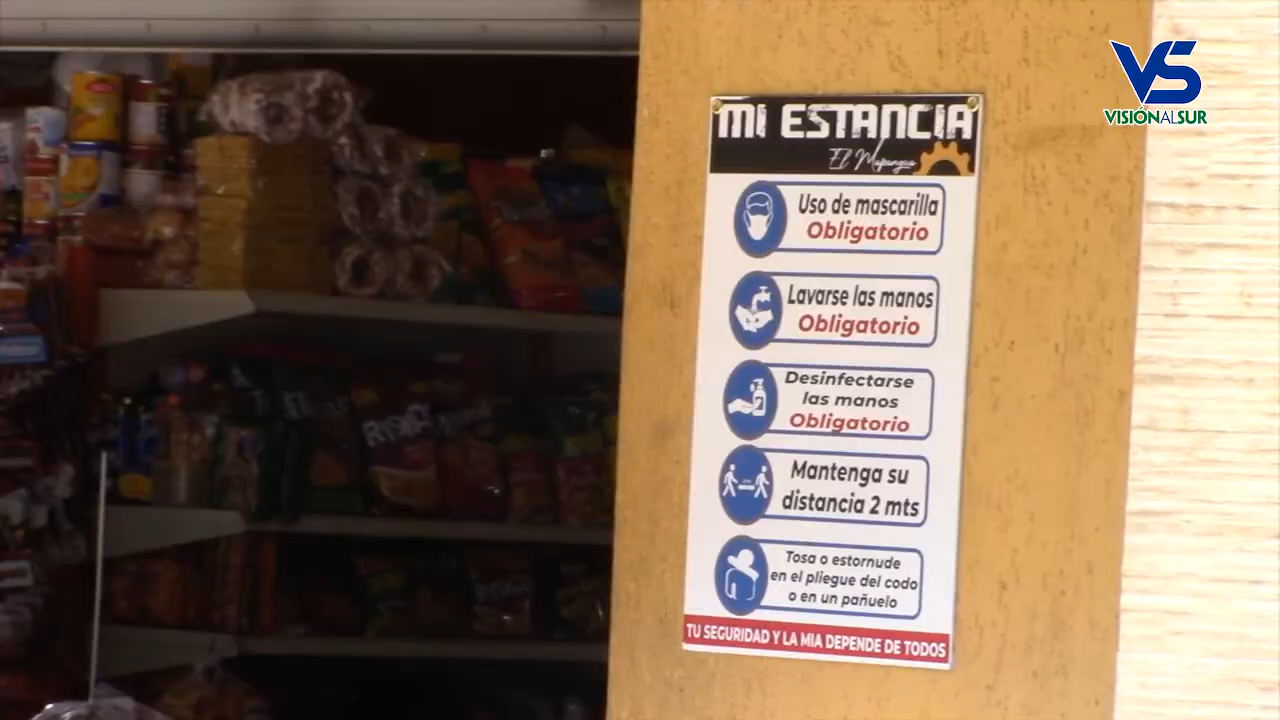 VS
VISIÓNALSUR
MI ESTANCIA
Uso de mascarilla
Obligatorio
Lavarse las manos
Obligatorio
Desinfectarse
las manos
Obligatorio
Mantenga su
distancia 2 mts
Tosa o estornude
en el pliegue del codo
o en un pañuelo
TU SEGURIDAD Y LA MIA DEPENDE DE TODOS